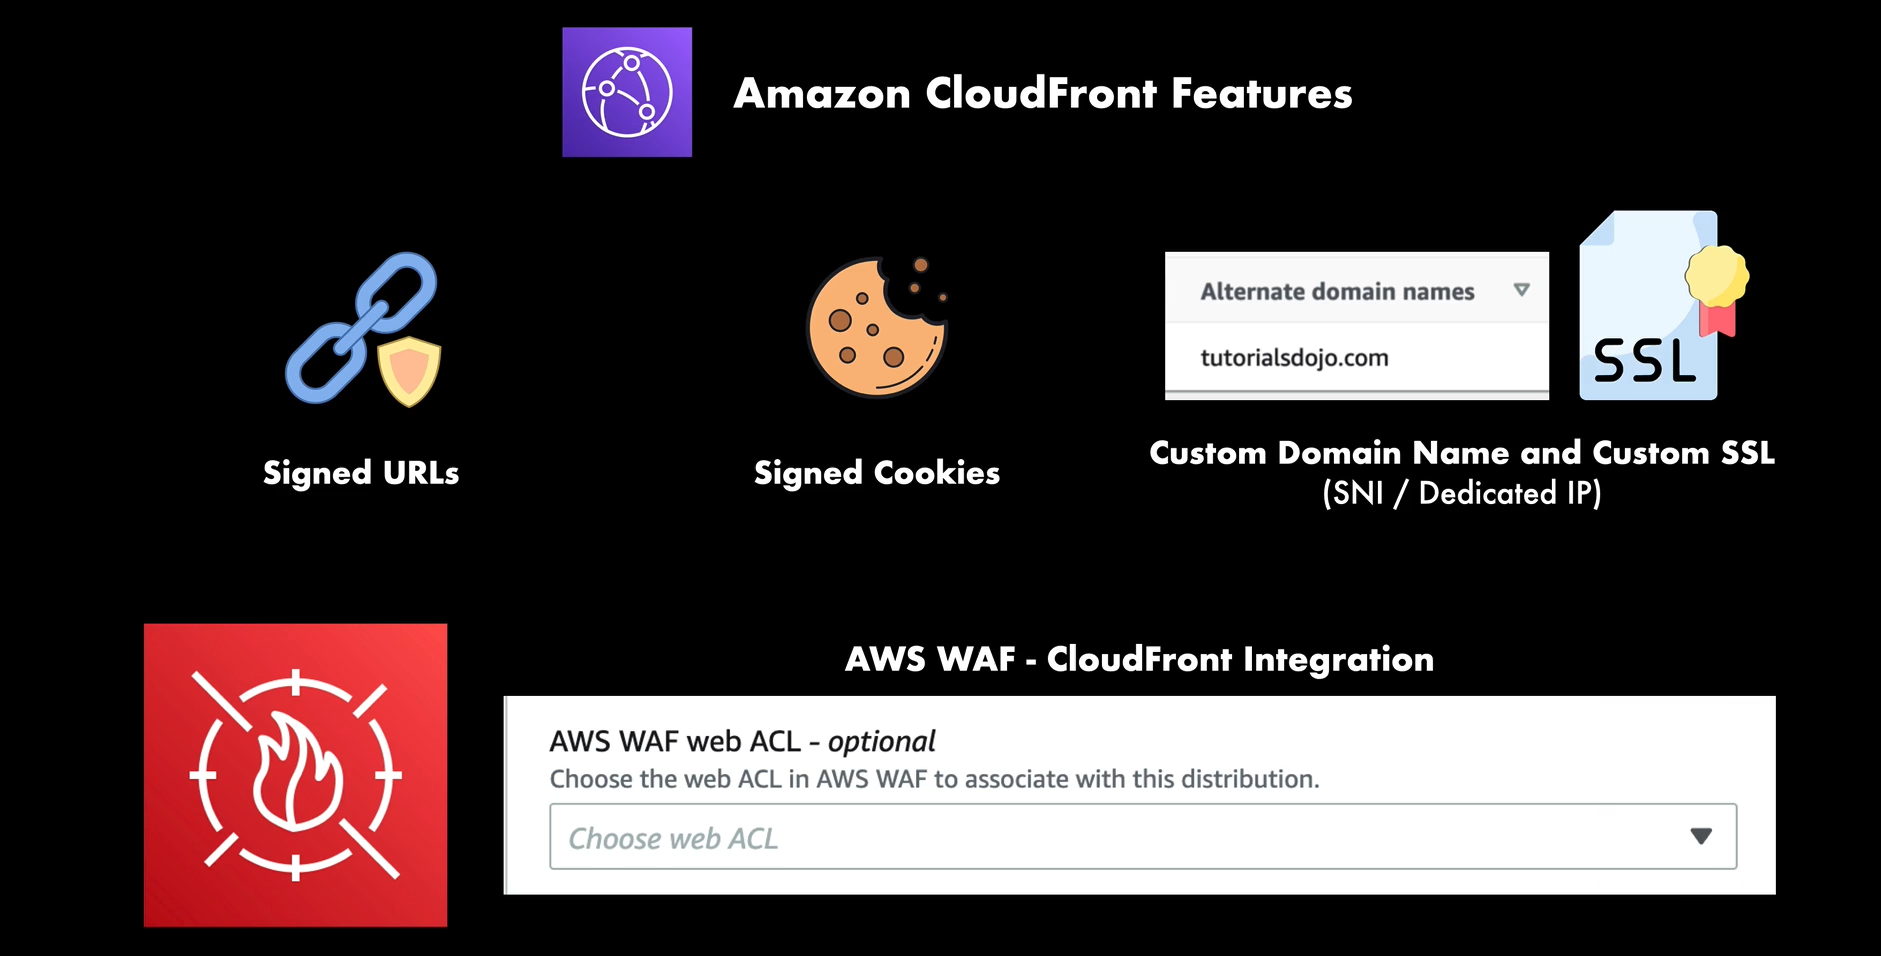 Amazon CloudFront Features
Signed URLs
Signed Cookies
Alternate domain names
tutorialsdojo.com
SSL
Custom Domain Name and Custom SSL
(SNI / Dedicated IP)
AWS WAF - CloudFront Integration
AWS WAF web ACL - optional
Choose the web ACL in AWS WAF to associate with this distribution.
Choose web ACL